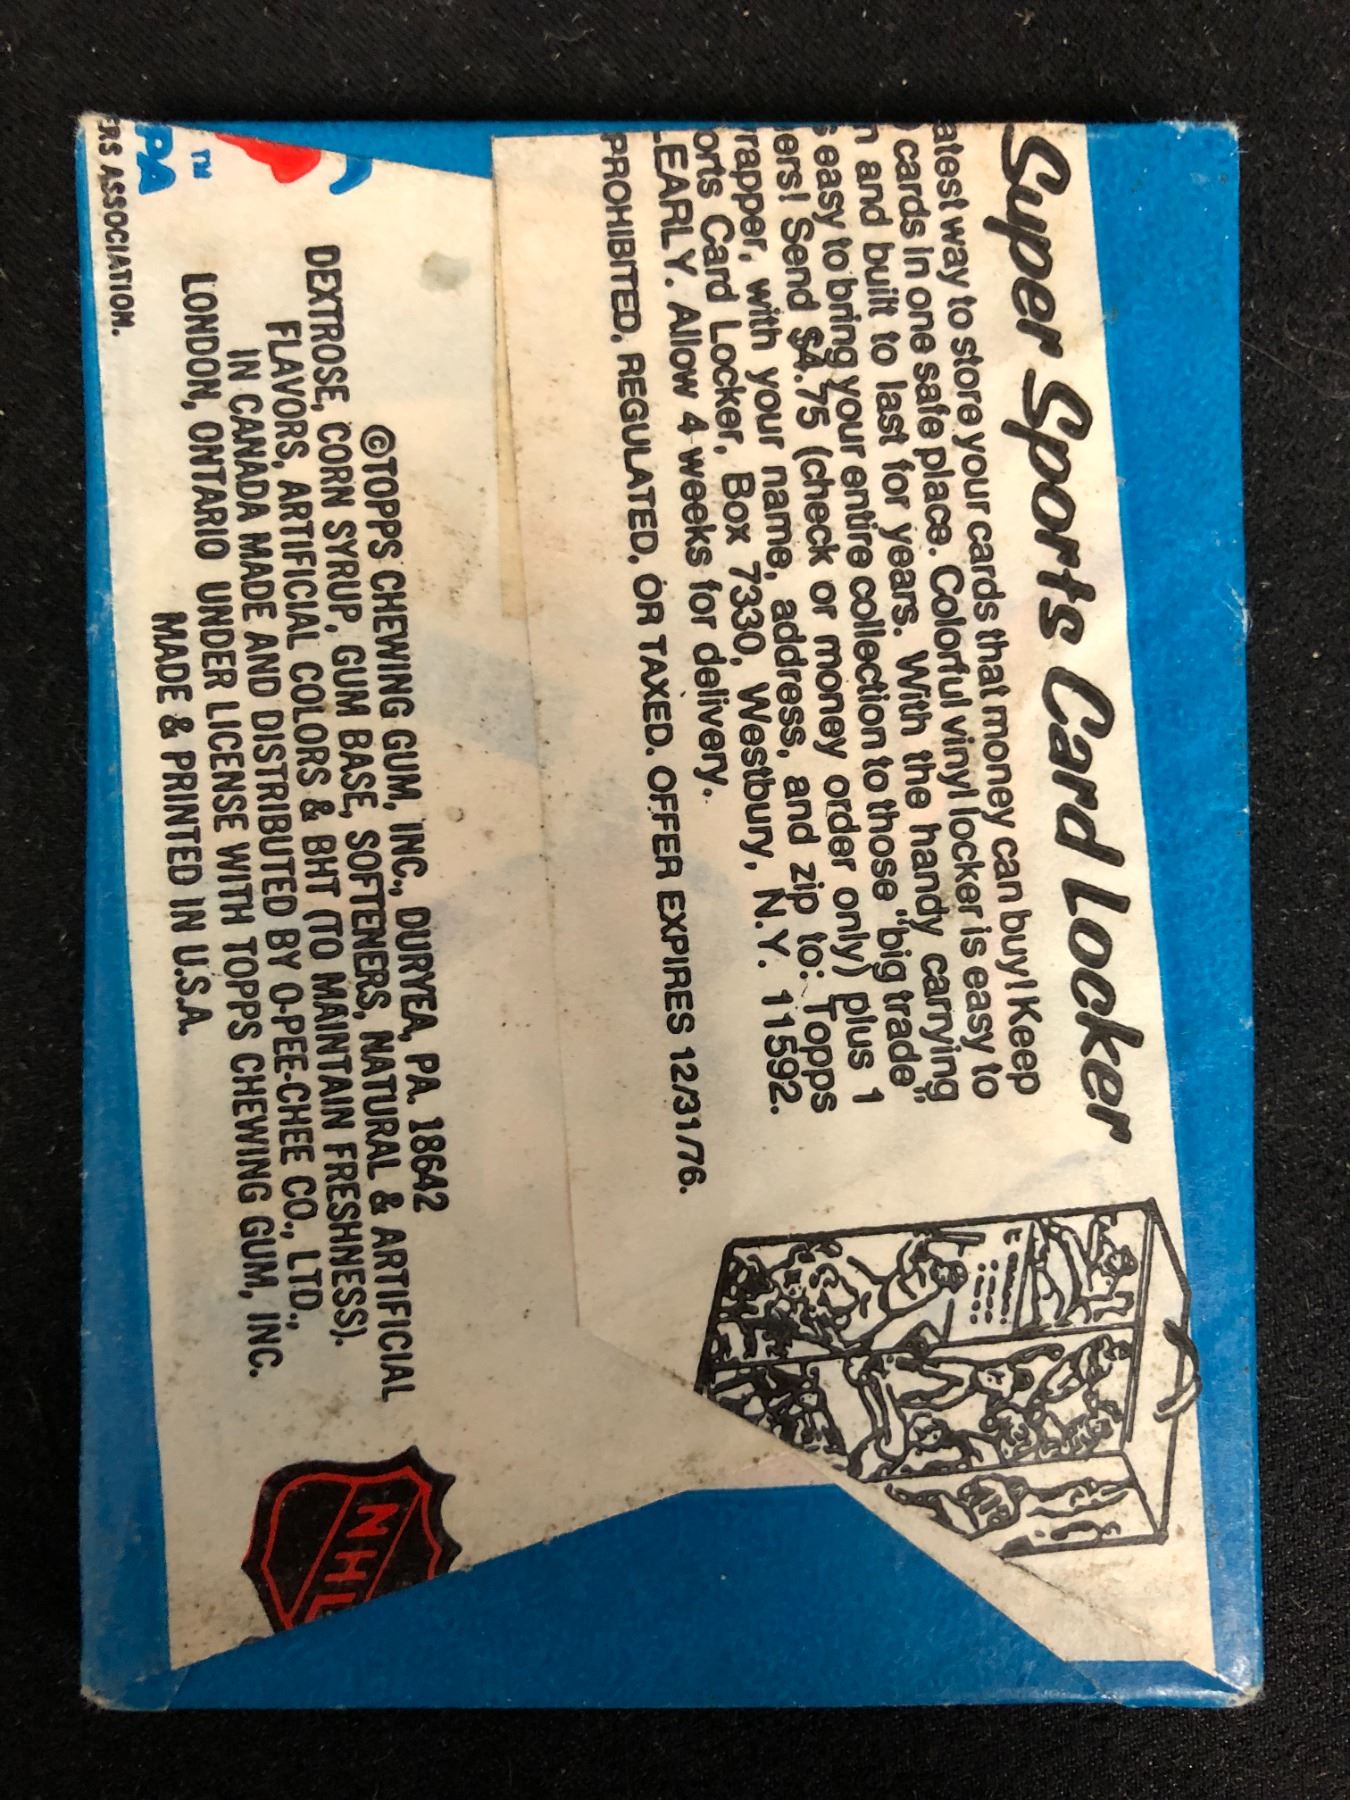 Super Sports Card Locker
atest way to store your cards that money can buy! Keep
cards in one safe place. Colorful vinyl locker is easy to
n and built to last for years. With the handy carrying
s easy to bring your entire collection to those "big trade"
ers! Send $4.75 (check or money order only) plus 1
rapper, with your name, address, and zip to: Topps
orts Card Locker, Box 7330, Westbury, N.Y. 11592.
EARLY. Allow 4 weeks for delivery.
PROHIBITED, REGULATED, OR TAXED. OFFER EXPIRES 12/31/76.
©TOPPS CHEWING GUM, INC., DURYEA, PA. 18642
DEXTROSE, CORN SYRUP, GUM BASE, SOFTENERS, NATURAL & ARTIFICIAL
FLAVORS, ARTIFICIAL COLORS & BHT (TO MAINTAIN FRESHNESS).
IN CANADA MADE AND DISTRIBUTED BY O-PEE-CHEE CO., LTD.,
LONDON, ONTARIO UNDER LICENSE WITH TOPPS CHEWING GUM, INC.
MADE & PRINTED IN U.S.A.
TM
PA
ERS ASSOCIATION.
NHL